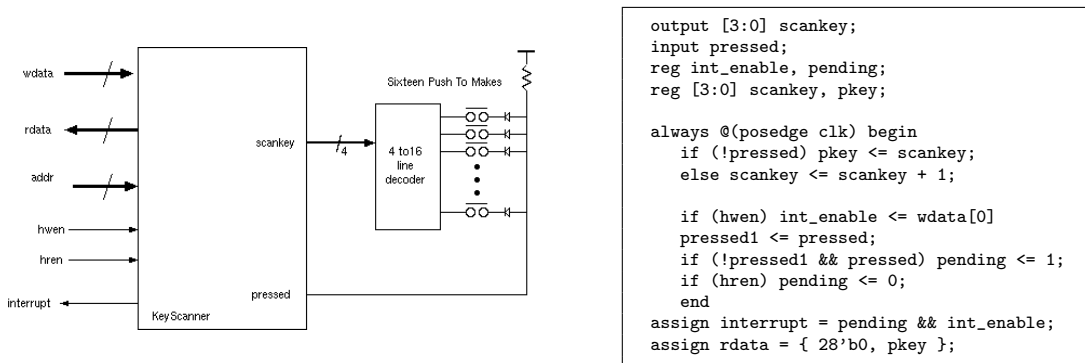 wdata
rdata
addr
hwen
hren
interrupt
KeyScanner
scankey
pressed
4
Sixteen Push To Makes
4 to16
line
decoder
output [3:0] scankey;
input pressed;
reg int_enable, pending;
reg [3:0] scankey, pkey;
always @(posedge clk) begin
if (!pressed) pkey <= scankey;
else scankey <= scankey + 1;
if (hwen) int_enable <= wdata[0]
pressed1 <= pressed;
if (!pressed1 && pressed) pending <= 1;
if (hren) pending <= 0;
end
assign interrupt = pending && int_enable;
assign rdata = { 28'b0, pkey };